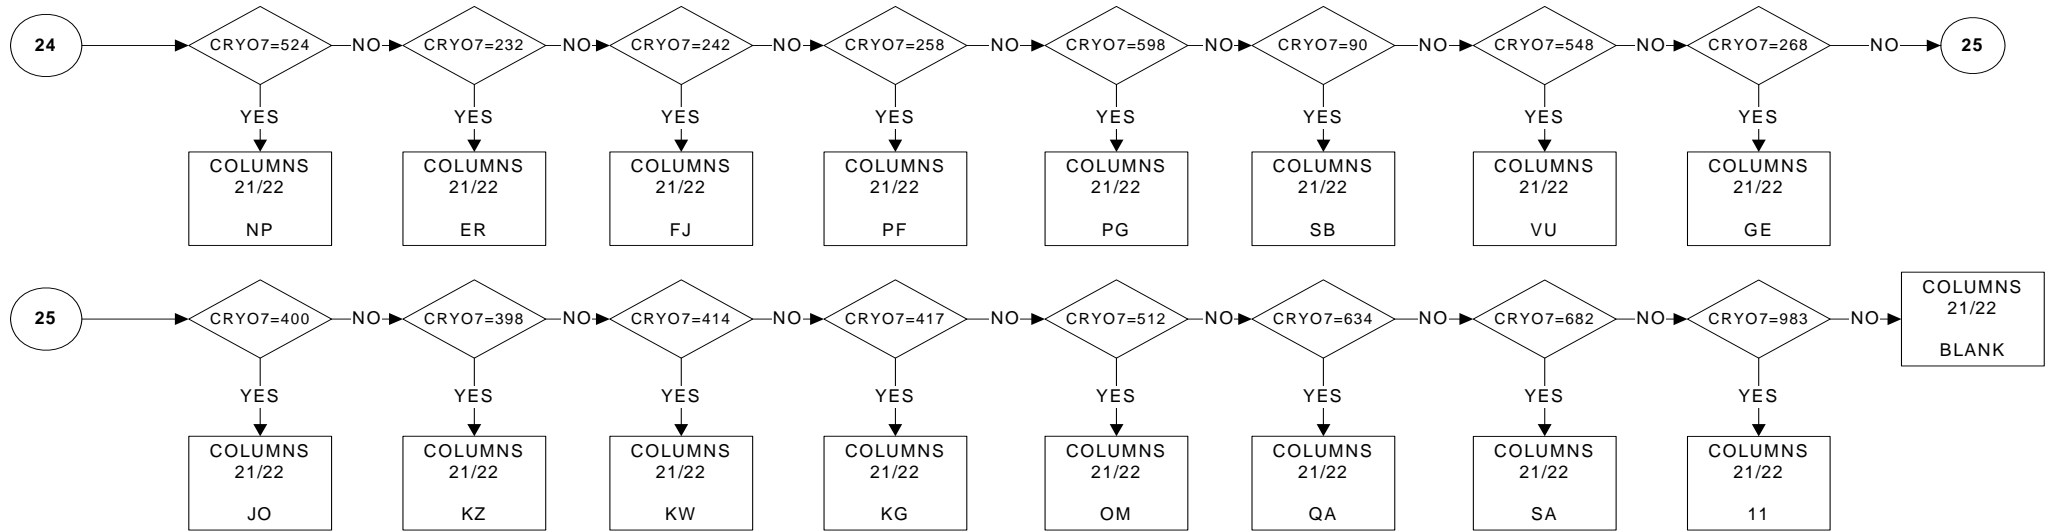 24
CRYO7=524
NO
CRYO7=232
NO
CRYO7=242
NO
CRYO7=258
NO
CRYO7=598
NO
CRYO7=90
NO
CRYO7=548
NO
CRYO7=268
NO
25
YES
YES
YES
YES
YES
YES
YES
YES
COLUMNS
21/22
NP
COLUMNS
21/22
ER
COLUMNS
21/22
FJ
COLUMNS
21/22
PF
COLUMNS
21/22
PG
COLUMNS
21/22
SB
COLUMNS
21/22
VU
COLUMNS
21/22
GE
25
CRYO7=400
NO
CRYO7=398
NO
CRYO7=414
NO
CRYO7=417
NO
CRYO7=512
NO
CRYO7=634
NO
CRYO7=682
NO
CRYO7=983
NO
COLUMNS
21/22
BLANK
YES
YES
YES
YES
YES
YES
YES
YES
COLUMNS
21/22
JO
COLUMNS
21/22
KZ
COLUMNS
21/22
KW
COLUMNS
21/22
KG
COLUMNS
21/22
OM
COLUMNS
21/22
QA
COLUMNS
21/22
SA
COLUMNS
21/22
11